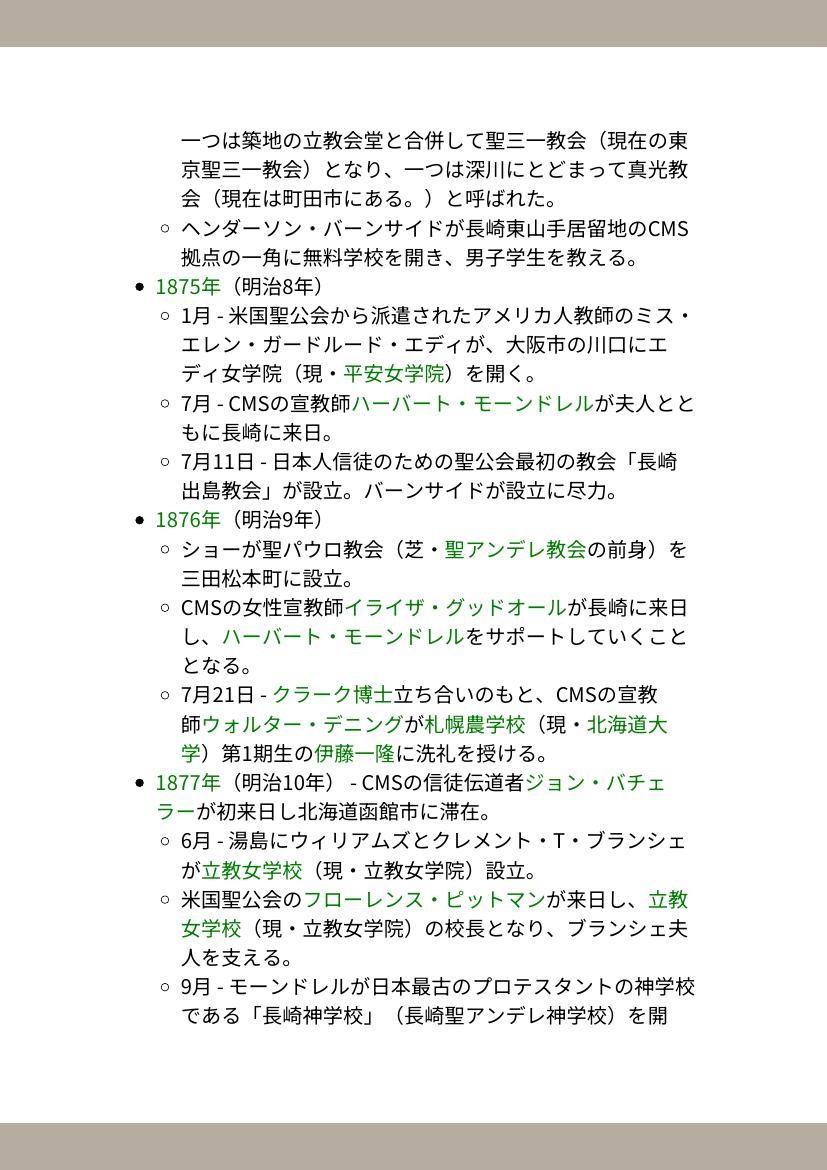 一つは築地の立教会堂と合併して聖三一教会（現在の東
京聖三一教会）となり、一つは深川にとどまって真光教
会（現在は町田市にある。）と呼ばれた。
ヘンダーソン・バーンサイドが長崎東山手居留地のCMS
拠点の一角に無料学校を開き、男子学生を教える。
1875年（明治8年）
1月 - 米国聖公会から派遣されたアメリカ人教師のミス・
エレン・ガードルード・エディが、大阪市の川口にエ
ディ女学院（現・平安女学院）を開く。
7月 - CMSの宣教師ハーバート・モーンドレルが夫人とと
もに長崎に来日。
7月11日 - 日本人信徒のための聖公会最初の教会「長崎
出島教会」が設立。バーンサイドが設立に尽力。
1876年（明治9年）
ショーが聖パウロ教会（芝・聖アンデレ教会の前身）を
三田松本町に設立。
CMSの女性宣教師イライザ・グッドオールが長崎に来日
し、ハーバート・モーンドレルをサポートしていくこと
となる。
7月21日 - クラーク博士立ち合いのもと、CMSの宣教
師ウォルター・デニングが札幌農学校（現・北海道大
学）第1期生の伊藤一隆に洗礼を授ける。
1877年（明治10年） - CMSの信徒伝道者ジョン・バチェ
ラーが初来日し北海道函館市に滞在。
6月 - 湯島にウィリアムズとクレメント・T・ブランシェ
が立教女学校（現・立教女学院）設立。
米国聖公会のフローレンス・ピットマンが来日し、立教
女学校（現・立教女学院）の校長となり、ブランシェ夫
人を支える。
9月 - モーンドレルが日本最古のプロテスタントの神学校
である「長崎神学校」（長崎聖アンデレ神学校）を開